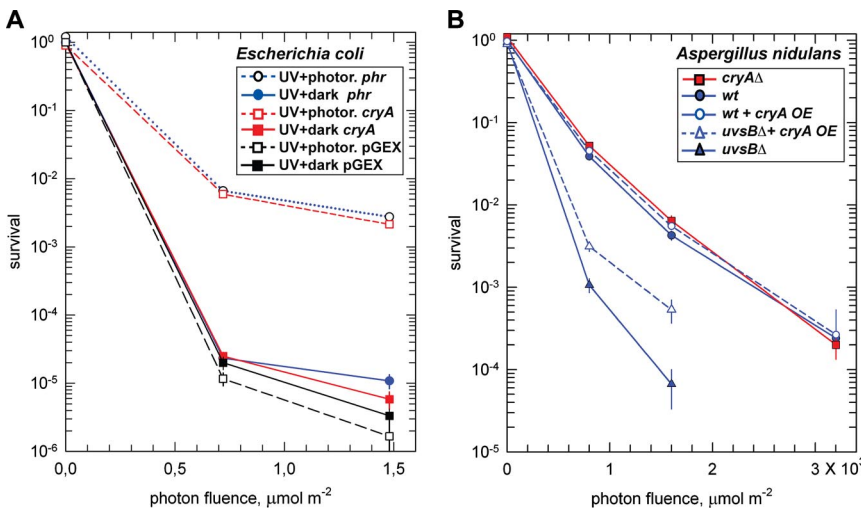 A
Escherichia coli
UV+photor. phr
UV+dark phr
UV+photor. cryA
UV+dark cryA
UV+photor. pGEX
UV+dark pGEX
survival
10^0
10^-1
10^-2
10^-3
10^-4
10^-5
10^-6
0,0 0,5 1,0 1,5
photon fluence, μmol m^-2
B
Aspergillus nidulans
cryAΔ
wt
wt + cryA OE
uvsBΔ+ cryA OE
uvsBΔ
survival
10^0
10^-1
10^-2
10^-3
10^-4
10^-5
0 1 2 3 X 10^3
photon fluence, μmol m^-2